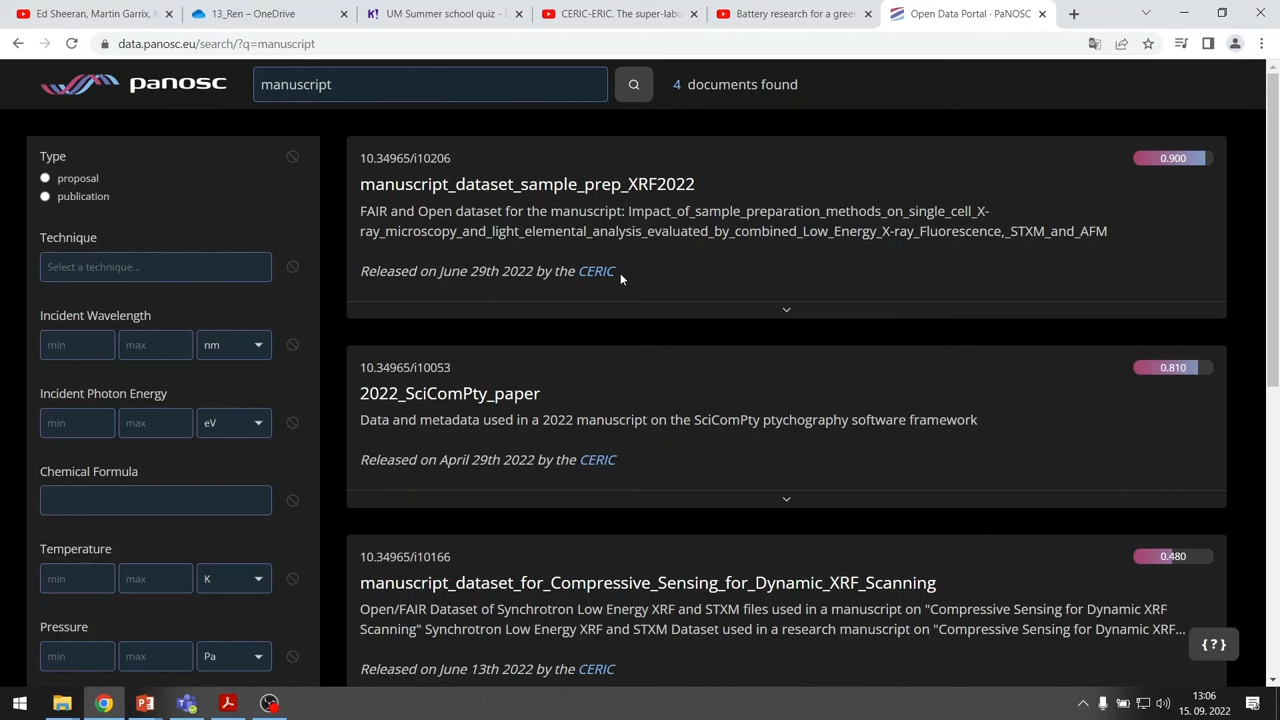 Ed Sheeran, Martin Garrix,
13_Ren – OneDrive
UM Summer school quiz -
CERIC-ERIC. The super-labo
Battery research for a greer
Open Data Portal · PaNOSC
data.panosc.eu/search/?q=manuscript
panosc
manuscript
4 documents found
Type
proposal
publication
Technique
Select a technique...
Incident Wavelength
min
max
nm
Incident Photon Energy
min
max
eV
Chemical Formula
Temperature
min
max
K
Pressure
min
max
Pa
10.34965/i10206
0.900
manuscript_dataset_sample_prep_XRF2022
FAIR and Open dataset for the manuscript: Impact_of_sample_preparation_methods_on_single_cell_X-
ray_microscopy_and_light_elemental_analysis_evaluated_by_combined_Low_Energy_X-ray_Fluorescence,_STXM_and_AFM
Released on June 29th 2022 by the CERIC
10.34965/i10053
0.810
2022_SciComPty_paper
Data and metadata used in a 2022 manuscript on the SciComPty ptychography software framework
Released on April 29th 2022 by the CERIC
10.34965/i10166
0.480
manuscript_dataset_for_Compressive_Sensing_for_Dynamic_XRF_Scanning
Open/FAIR Dataset of Synchrotron Low Energy XRF and STXM files used in a manuscript on "Compressive Sensing for Dynamic XRF
Scanning" Synchrotron Low Energy XRF and STXM Dataset used in a research manuscript on "Compressive Sensing for Dynamic XRF...
Released on June 13th 2022 by the CERIC
{?}
13:06
15. 09. 2022